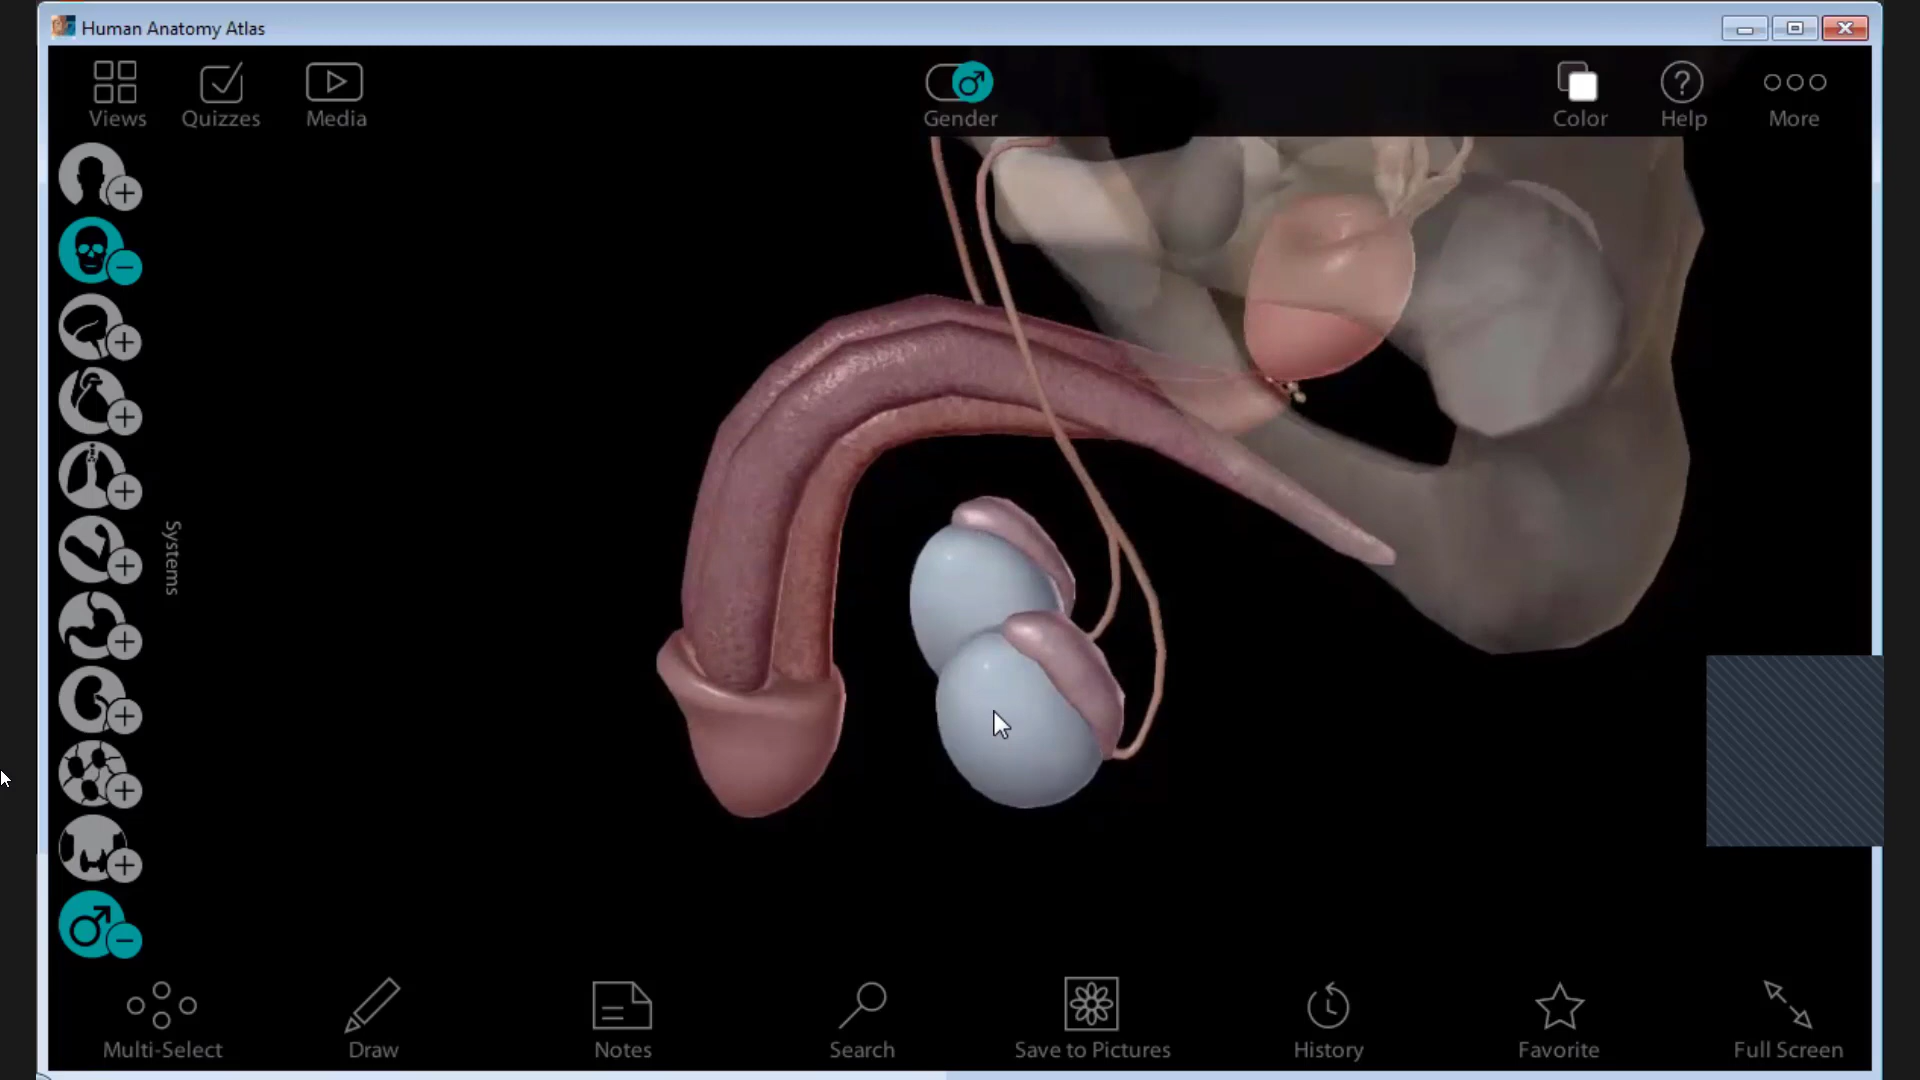 Human Anatomy Atlas
Views
Quizzes
Media
Gender
Color
Help
More
Systems
Multi-Select
Draw
Notes
Search
Save to Pictures
History
Favorite
Full Screen